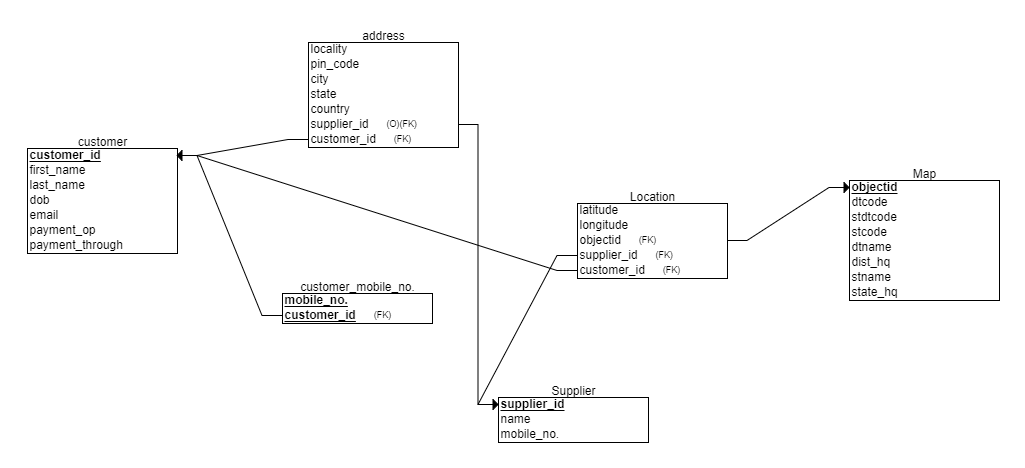 address
locality
pin_code
city
state
country
supplier_id (O)(FK)
customer_id (FK)
customer
customer_id
first_name
last_name
dob
email
payment_op
payment_through
Map
objectid
dtcode
stdtcode
stcode
dtname
dist_hq
stname
state_hq
Location
latitude
longitude
objectid (FK)
supplier_id (FK)
customer_id (FK)
customer_mobile_no.
mobile_no.
customer_id (FK)
Supplier
supplier_id
name
mobile_no.